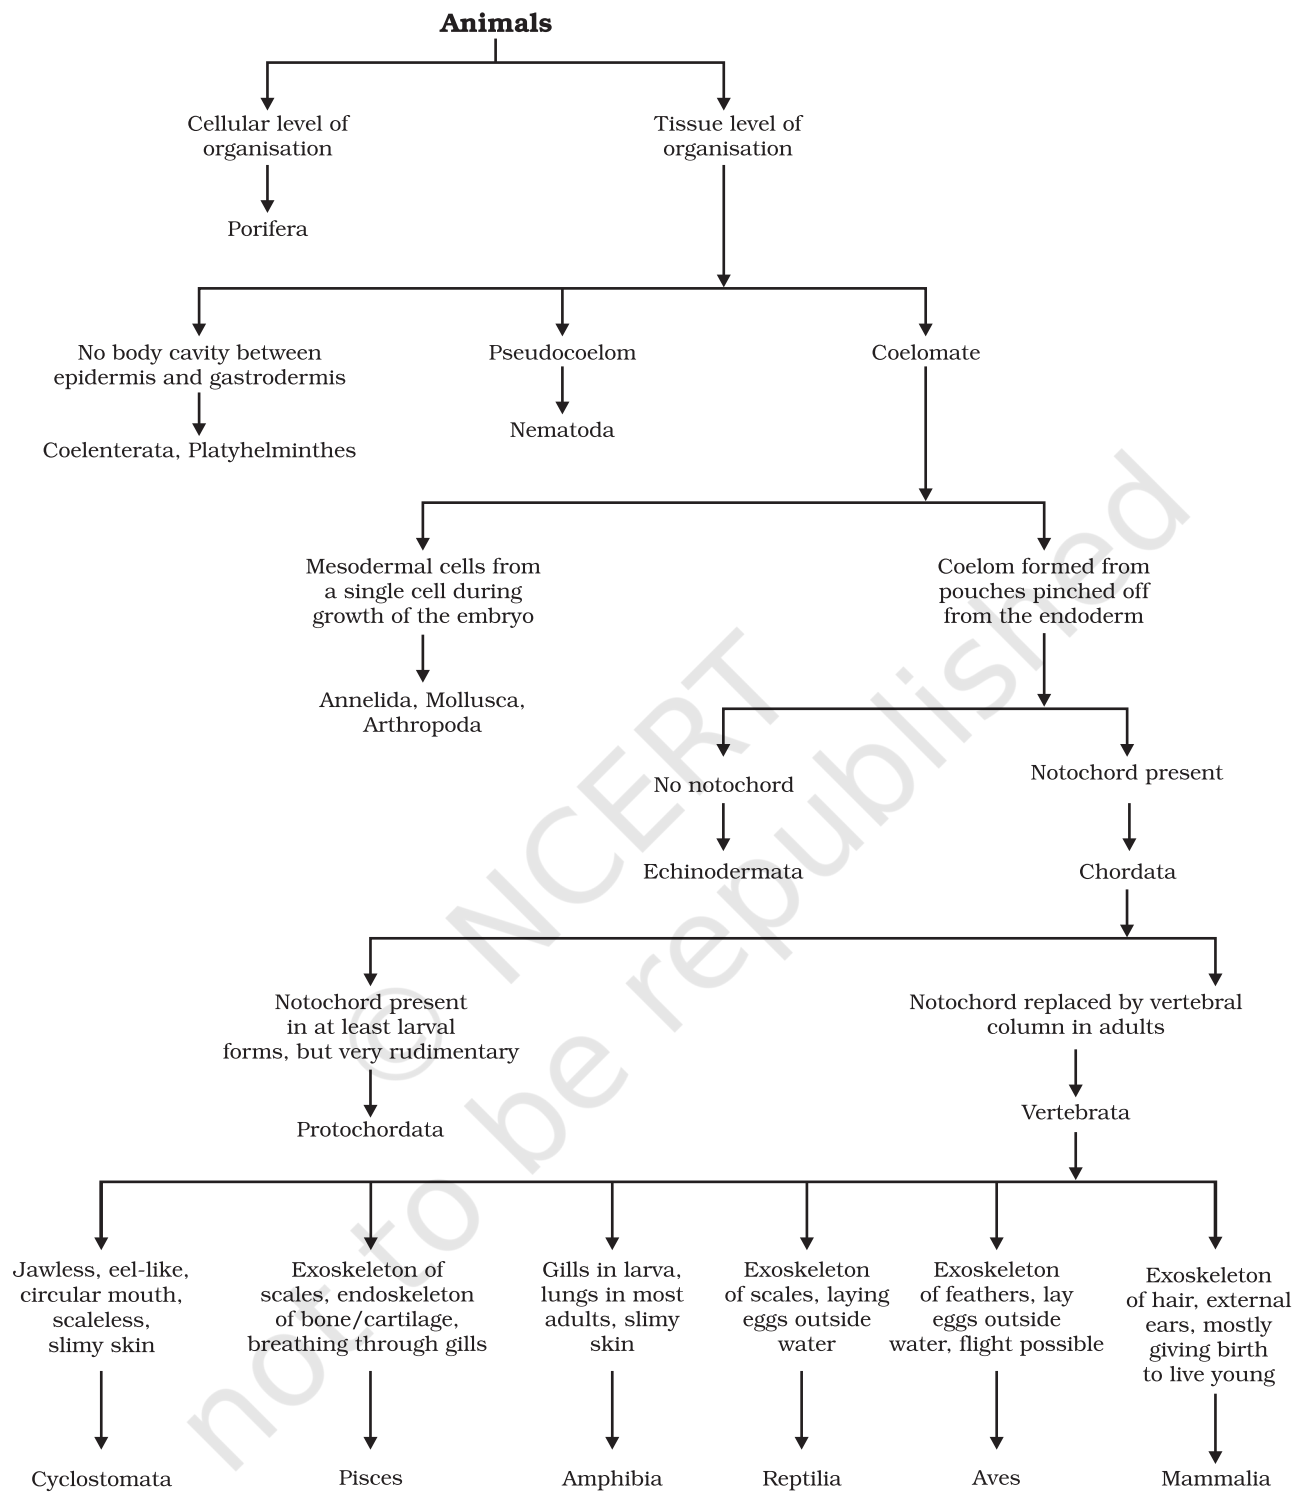 Animals
Cellular level of
organisation
Tissue level of
organisation
Porifera
No body cavity between
epidermis and gastrodermis
Pseudocoelom
Coelomate
Coelenterata, Platyhelminthes
Nematoda
Mesodermal cells from
a single cell during
growth of the embryo
Coelom formed from
pouches pinched off
from the endoderm
Annelida, Mollusca,
Arthropoda
No notochord
Notochord present
Echinodermata
Chordata
Notochord present
in at least larval
forms, but very rudimentary
Notochord replaced by vertebral
column in adults
Protochordata
Vertebrata
Jawless, eel-like,
circular mouth,
scaleless,
slimy skin
Exoskeleton of
scales, endoskeleton
of bone/cartilage,
breathing through gills
Gills in larva,
lungs in most
adults, slimy
skin
Exoskeleton
of scales, laying
eggs outside
water
Exoskeleton
of feathers, lay
eggs outside
water, flight possible
Exoskeleton
of hair, external
ears, mostly
giving birth
to live young
Cyclostomata
Pisces
Amphibia
Reptilia
Aves
Mammalia
© NCERT
not to be republished